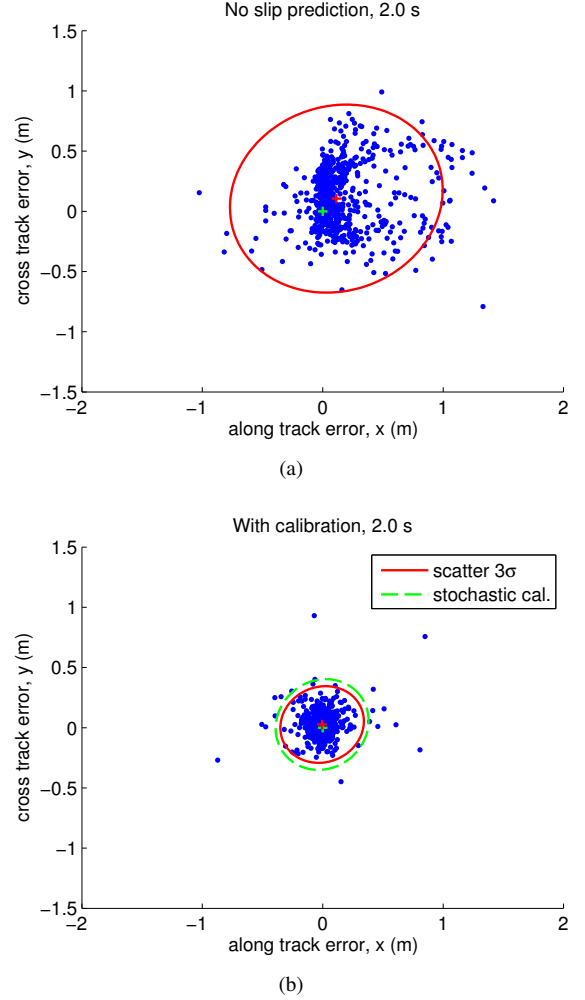 No slip prediction, 2.0 s
1.5
1
0.5
0
−0.5
−1
−1.5
cross track error, y (m)
−2
−1
0
1
2
along track error, x (m)
(a)
With calibration, 2.0 s
1.5
1
0.5
0
−0.5
−1
−1.5
cross track error, y (m)
scatter 3σ
stochastic cal.
−2
−1
0
1
2
along track error, x (m)
(b)